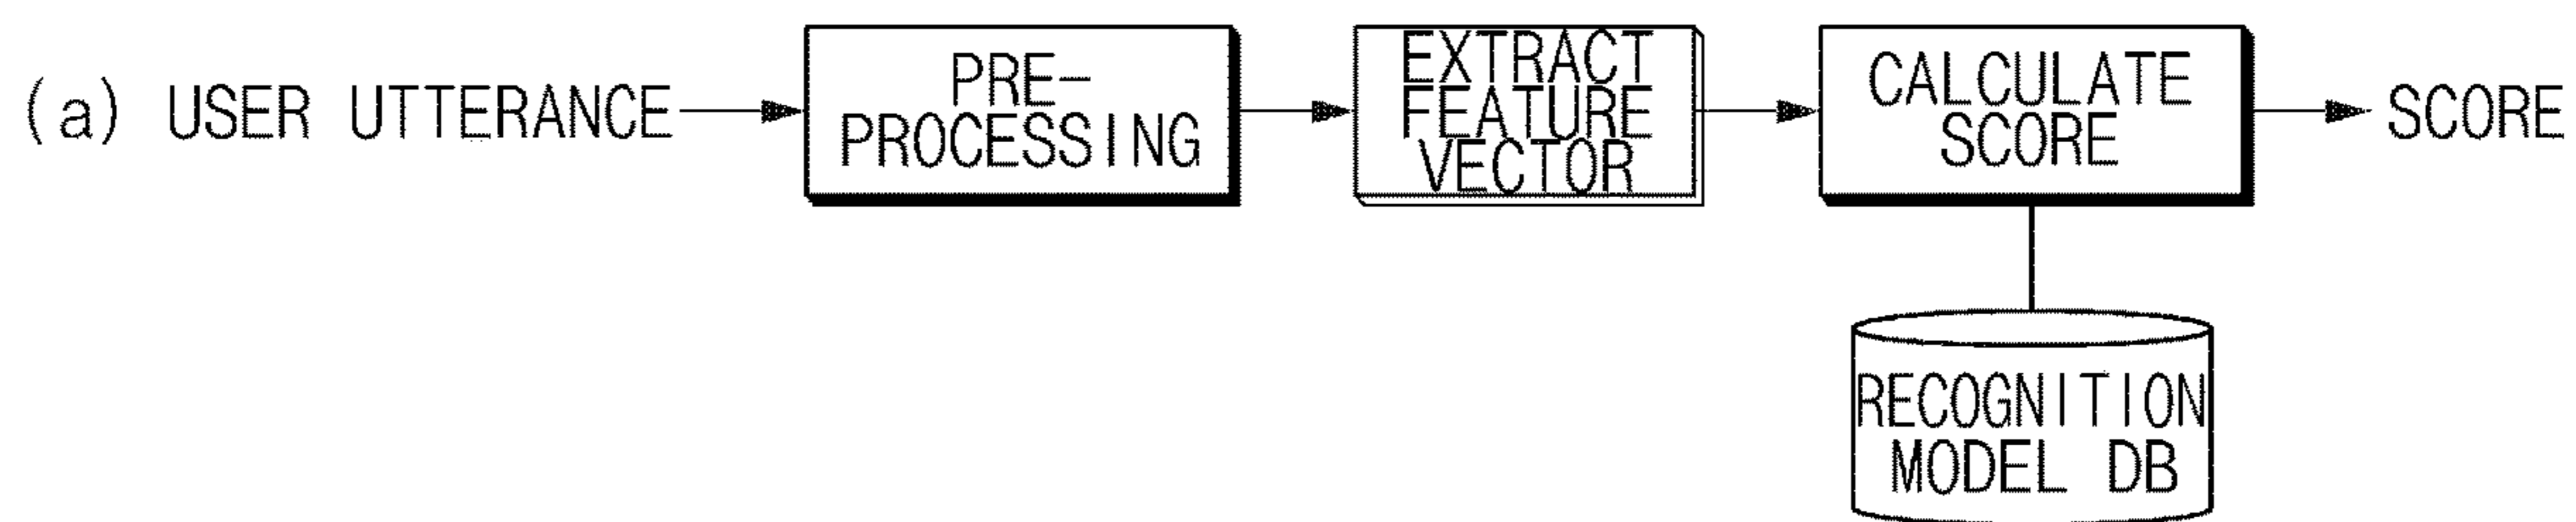 (a) USER UTTERANCE
PRE-
PROCESSING
EXTRACT
FEATURE
VECTOR
CALCULATE
SCORE
SCORE
RECOGNITION
MODEL DB